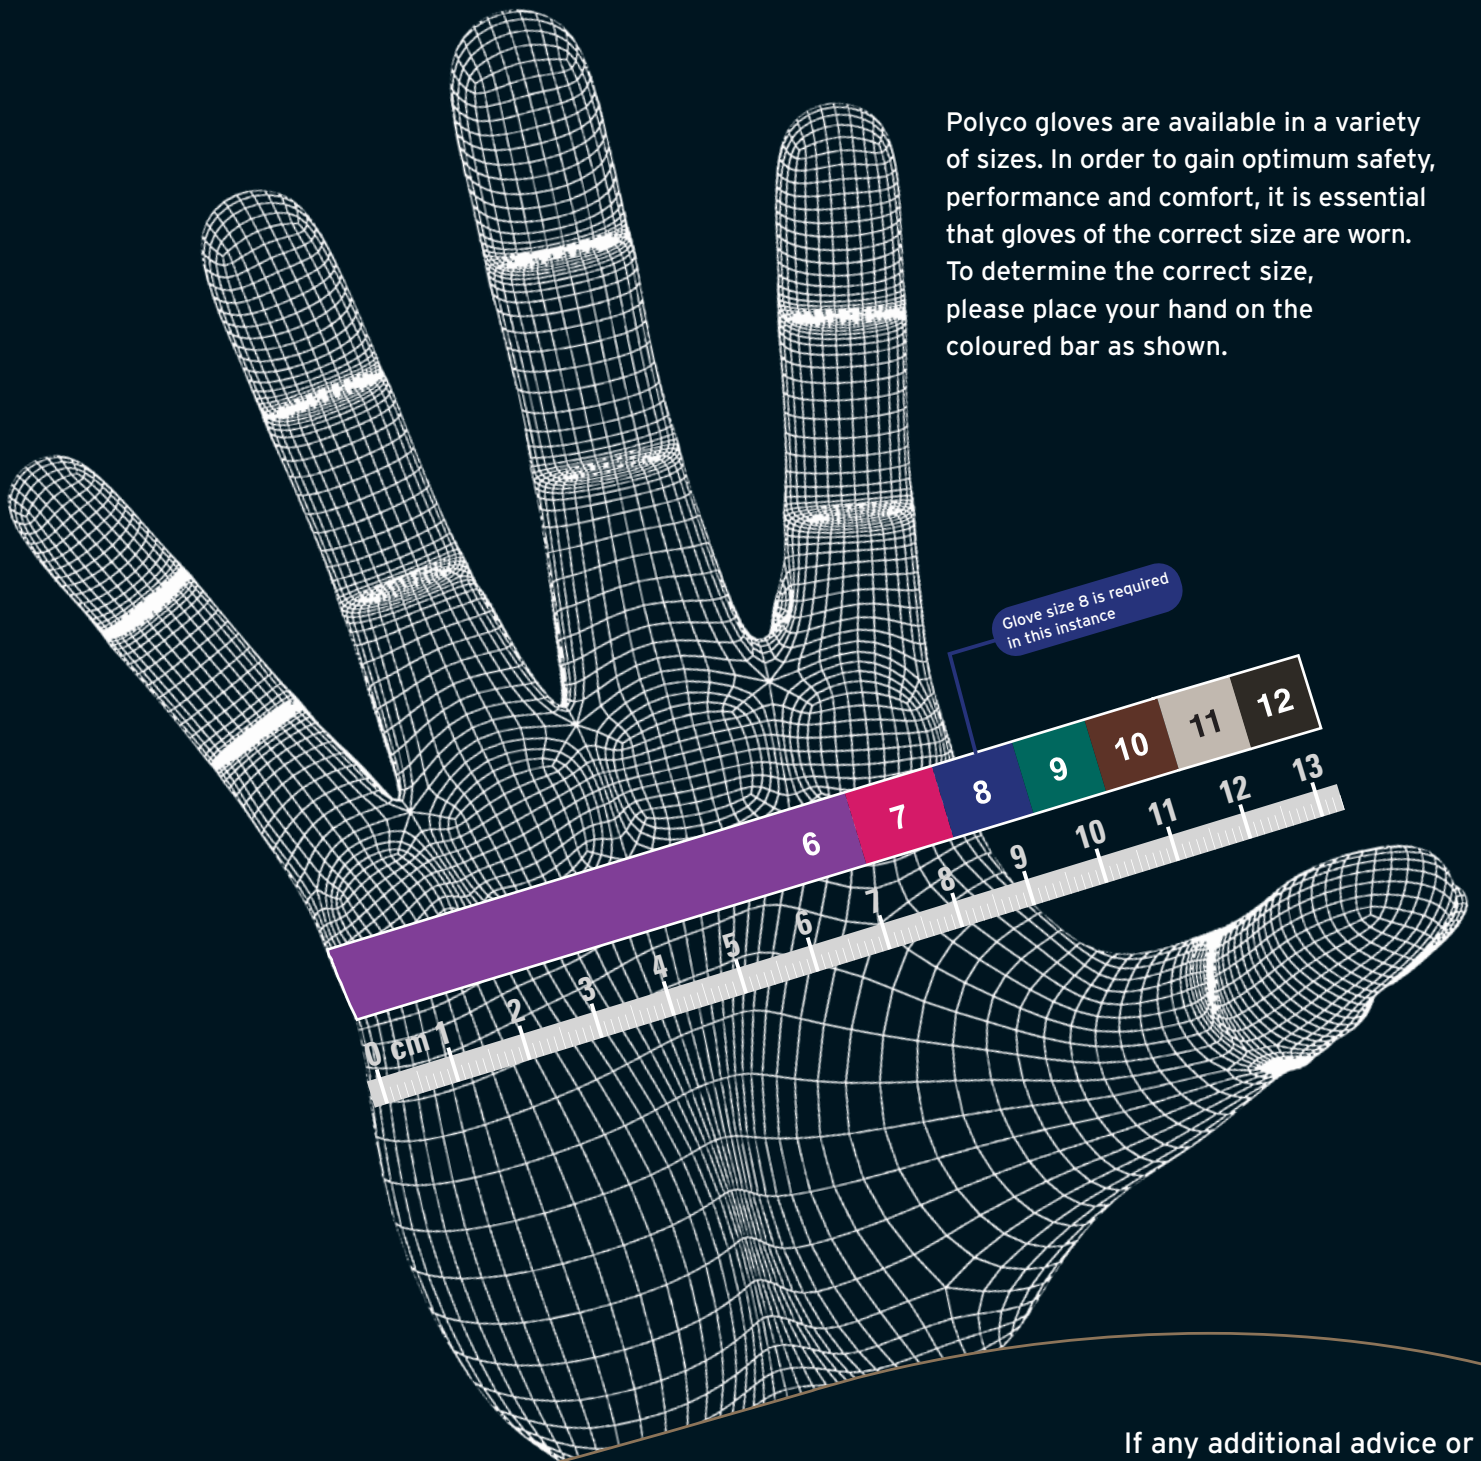 Polyco gloves are available in a variety
of sizes. In order to gain optimum safety,
performance and comfort, it is essential
that gloves of the correct size are worn.
To determine the correct size,
please place your hand on the
coloured bar as shown.
Glove size 8 is required
in this instance
6 7 8 9 10 11 12
0 cm 1 2 3 4 5 6 7 8 9 10 11 12 13
If any additional advice or